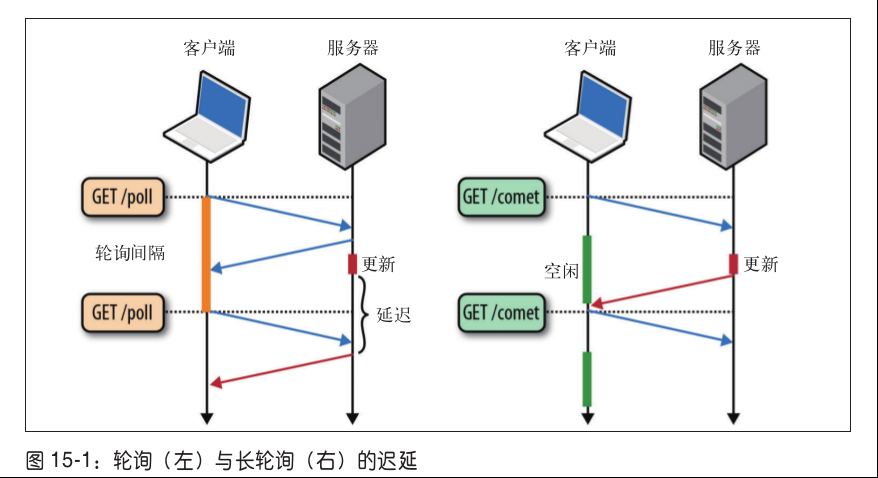 客户端
服务器
GET /poll
轮询间隔
更新
GET /poll
延迟
客户端
服务器
GET /comet
空闲
更新
GET /comet
图 15-1：轮询（左）与长轮询（右）的迟延